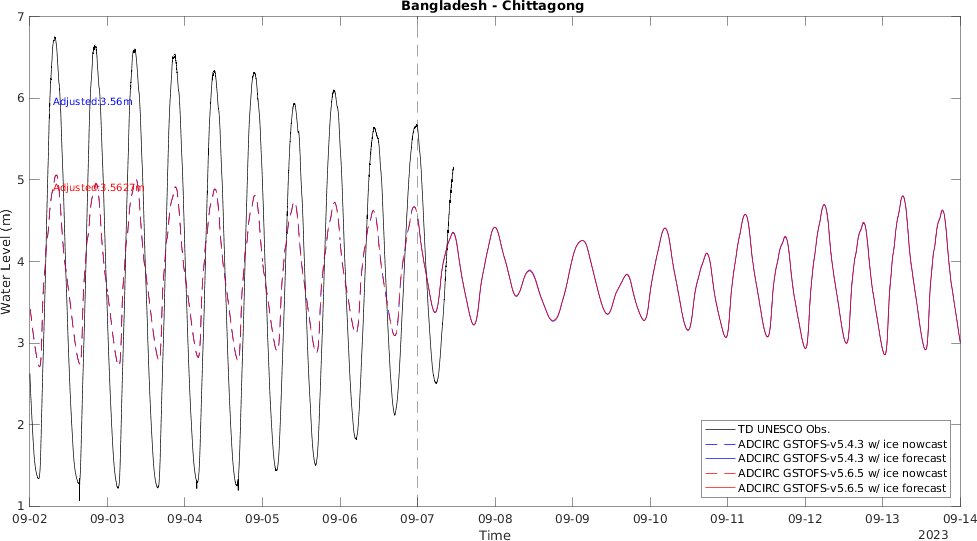 Bangladesh - Chittagong
7
6
5
4
3
2
1
Water Level (m)
Adjusted:3.56m
Adjusted:3.5627m
TD UNESCO Obs.
ADCIRC GSTOFS-v5.4.3 w/ ice nowcast
ADCIRC GSTOFS-v5.4.3 w/ ice forecast
ADCIRC GSTOFS-v5.6.5 w/ ice nowcast
ADCIRC GSTOFS-v5.6.5 w/ ice forecast
09-02 09-03 09-04 09-05 09-06 09-07 09-08 09-09 09-10 09-11 09-12 09-13 09-14
Time
2023